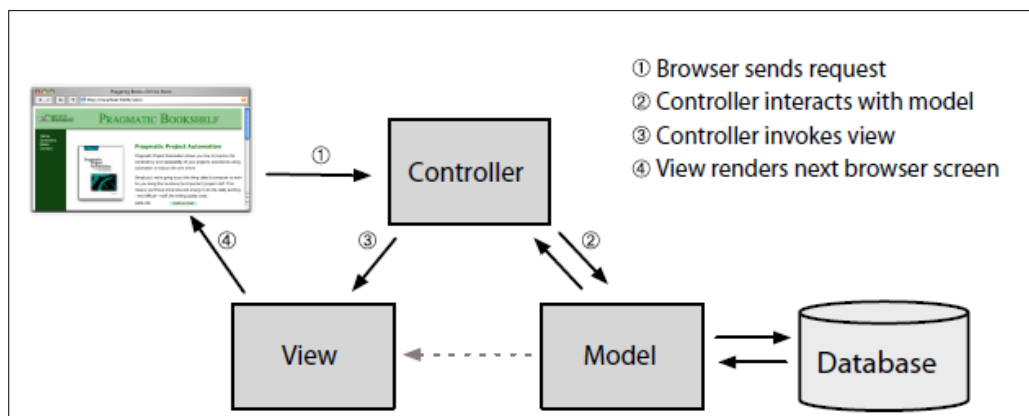 ① Browser sends request
② Controller interacts with model
③ Controller invokes view
④ View renders next browser screen
PRAGMATIC BOOKSHELF
Pragmatic Project Automation
①
Controller
④
③
②
View
Model
Database